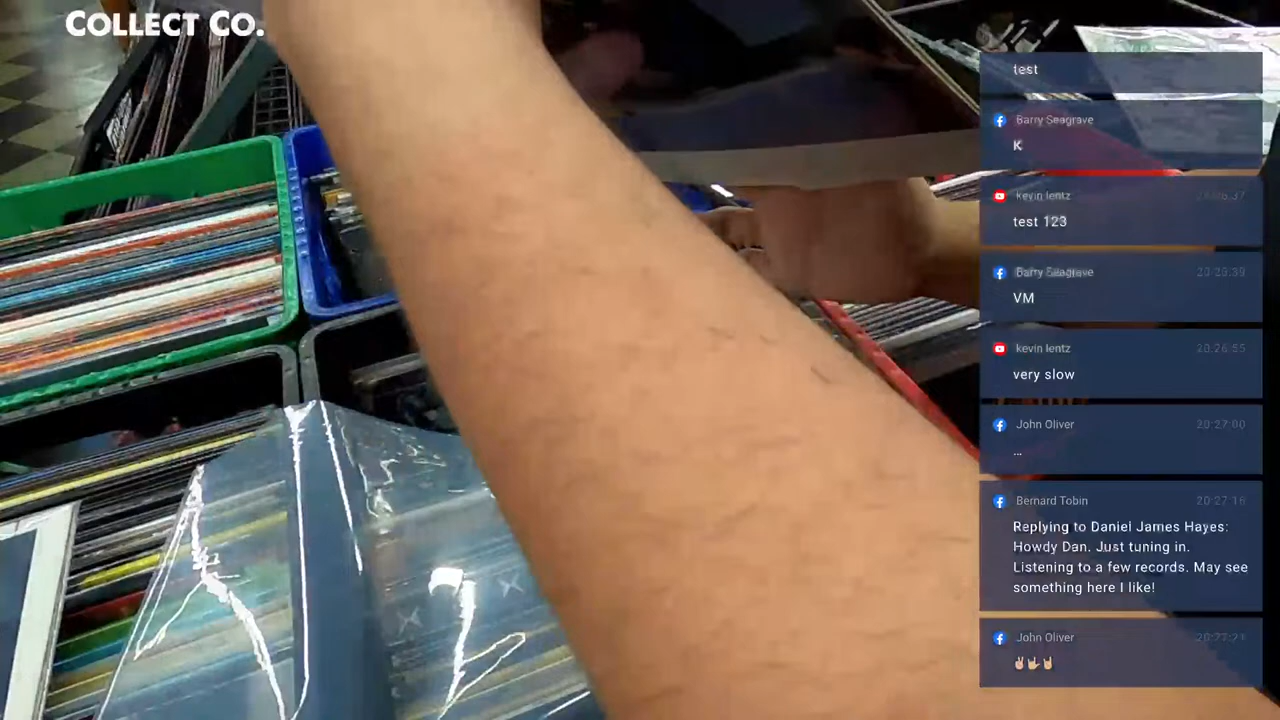 COLLECT CO.
test
Barry Seagrave
K
kevin lentz
test 123
Barry Seagrave 20:23:39
VM
kevin lentz 20:26:55
very slow
John Oliver 20:27:00
...
Bernard Tobin 20:27:16
Replying to Daniel James Hayes:
Howdy Dan. Just tuning in.
Listening to a few records. May see
something here I like!
John Oliver 20:27:21
✌🏼🤙🏼🤘🏼